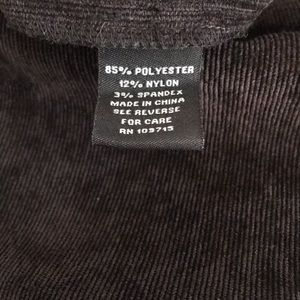 85% POLYESTER
12% NYLON
3% SPANDEX
MADE IN CHINA
SEE REVERSE
FOR CARE
RN 103715